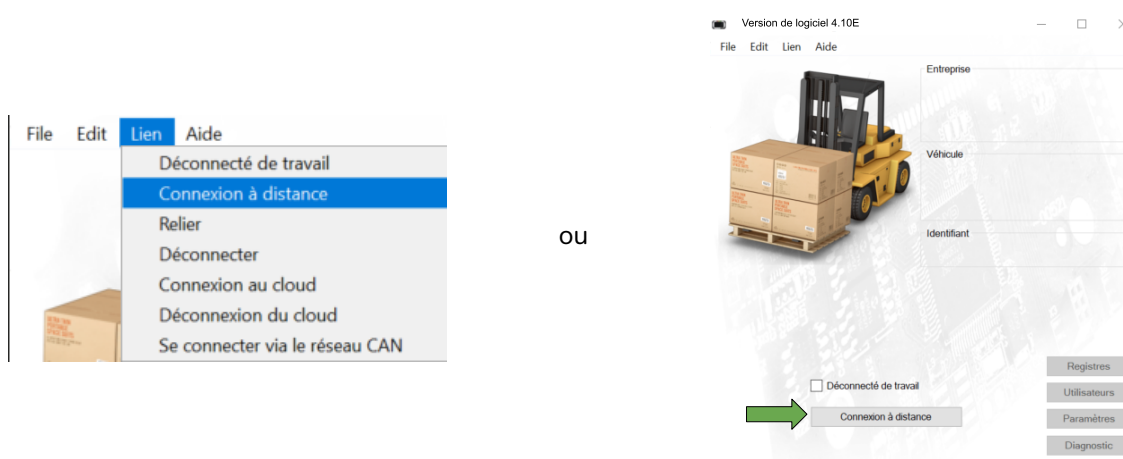 File Edit Lien Aide
Déconnecté de travail
Connexion à distance
Relier
Déconnecter
Connexion au cloud
Déconnexion du cloud
Se connecter via le réseau CAN
ou
Version de logiciel 4.10E
File Edit Lien Aide
Entreprise
Véhicule
Identifiant
Déconnecté de travail
Connexion à distance
Registres
Utilisateurs
Paramètres
Diagnostic